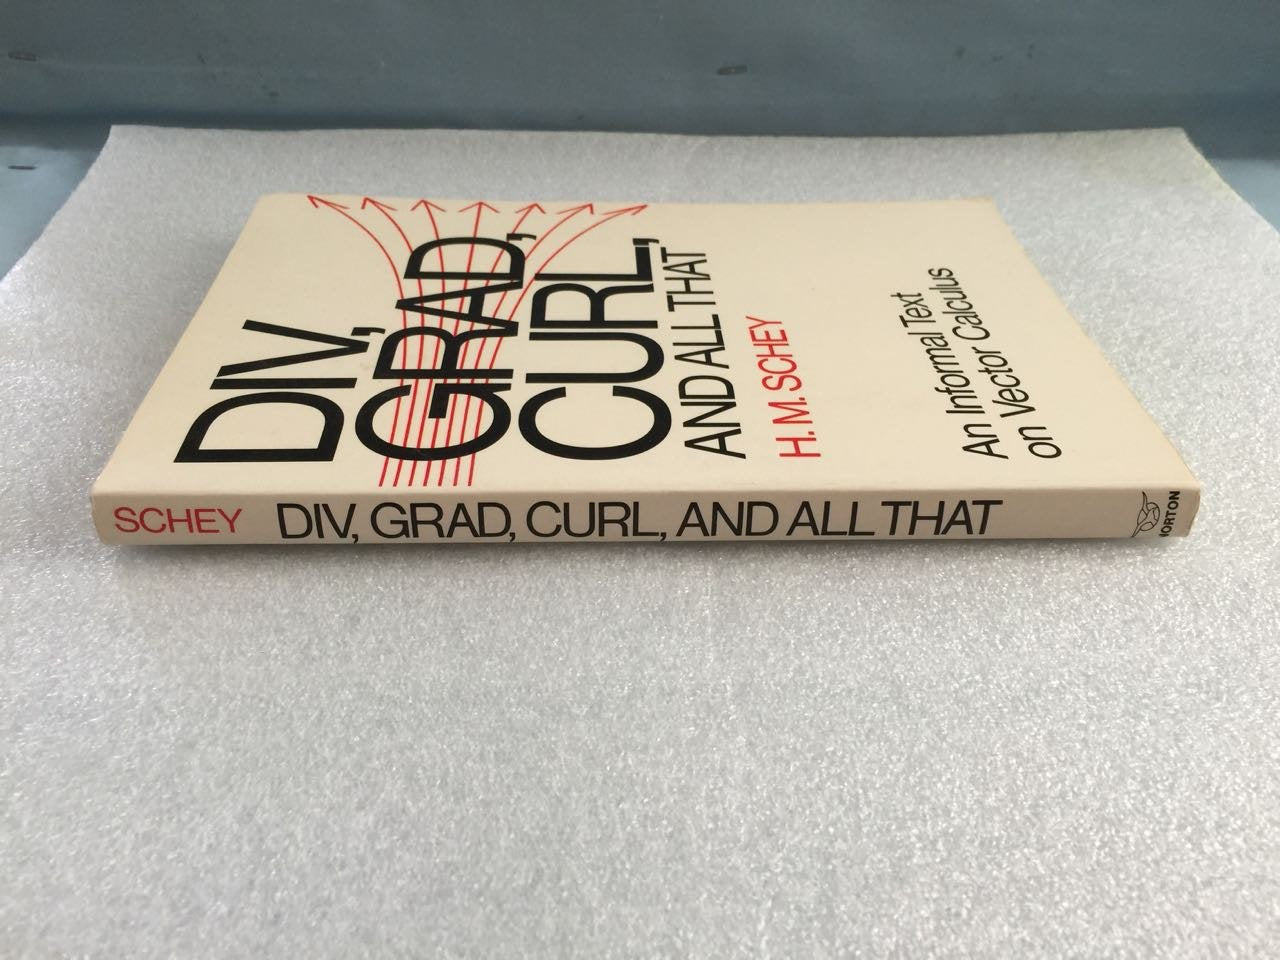 DIV,
GRAD,
CURL,
AND ALL THAT
H. M. SCHEY
An Informal Text
on Vector Calculus
SCHEY DIV, GRAD, CURL, AND ALL THAT NORTON